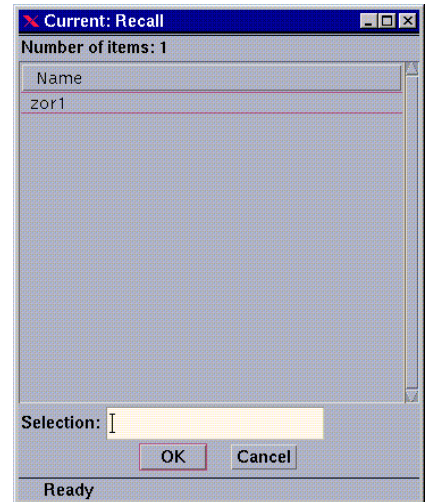 Current: Recall
Number of items: 1
Name
zor1
Selection:
OK Cancel
Ready